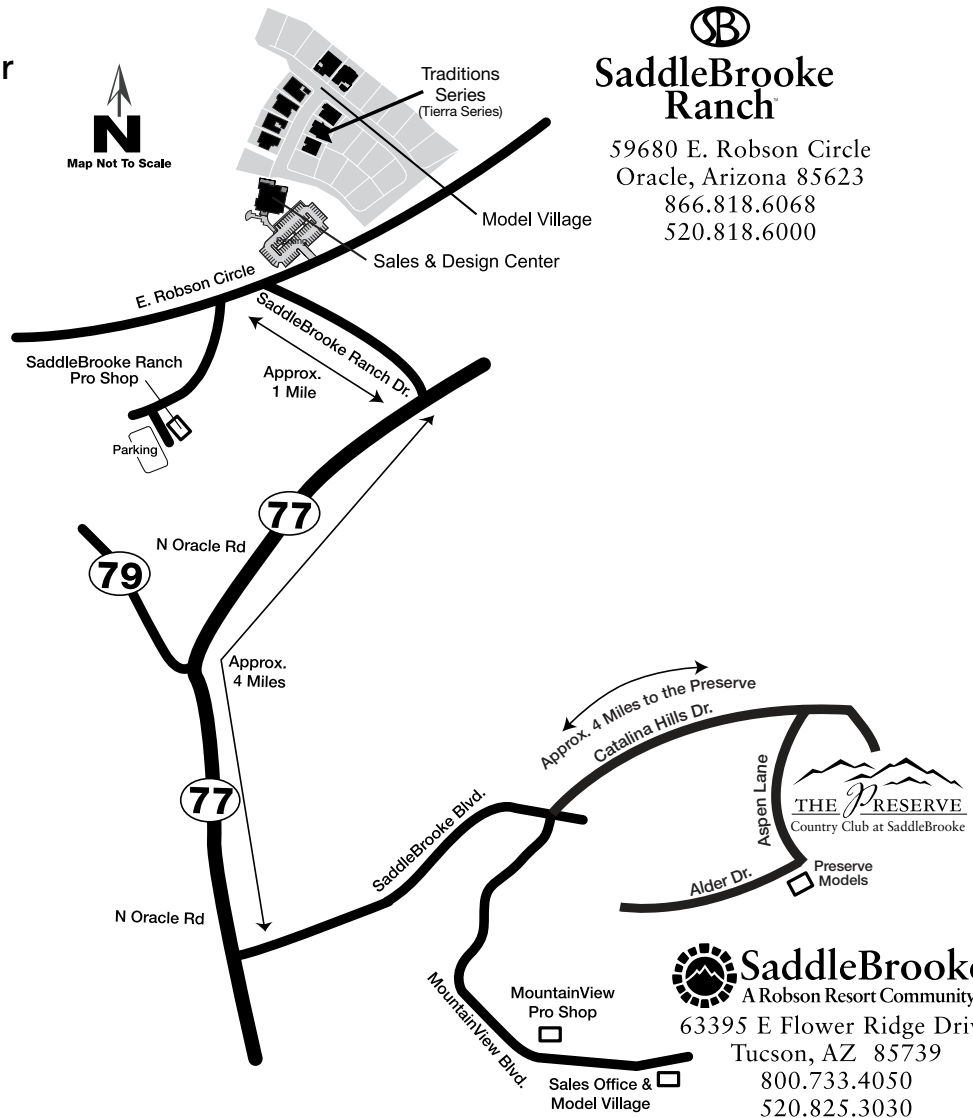 r
N
Map Not To Scale
Traditions
Series
(Tierra Series)
Model Village
Sales & Design Center
Parking
SB
SaddleBrooke
Ranch™
59680 E. Robson Circle
Oracle, Arizona 85623
866.818.6068
520.818.6000
E. Robson Circle
SaddleBrooke Ranch Dr.
Approx.
1 Mile
SaddleBrooke Ranch
Pro Shop
Parking
77
N Oracle Rd
79
Approx.
4 Miles
77
N Oracle Rd
SaddleBrooke Blvd.
Approx. 4 Miles to the Preserve
Catalina Hills Dr.
Aspen Lane
THE PRESERVE
Country Club at SaddleBrooke
Alder Dr.
Preserve
Models
MountainView Blvd.
MountainView
Pro Shop
Sales Office &
Model Village
SaddleBrooke
A Robson Resort Community
63395 E Flower Ridge Driv
Tucson, AZ 85739
800.733.4050
520.825.3030